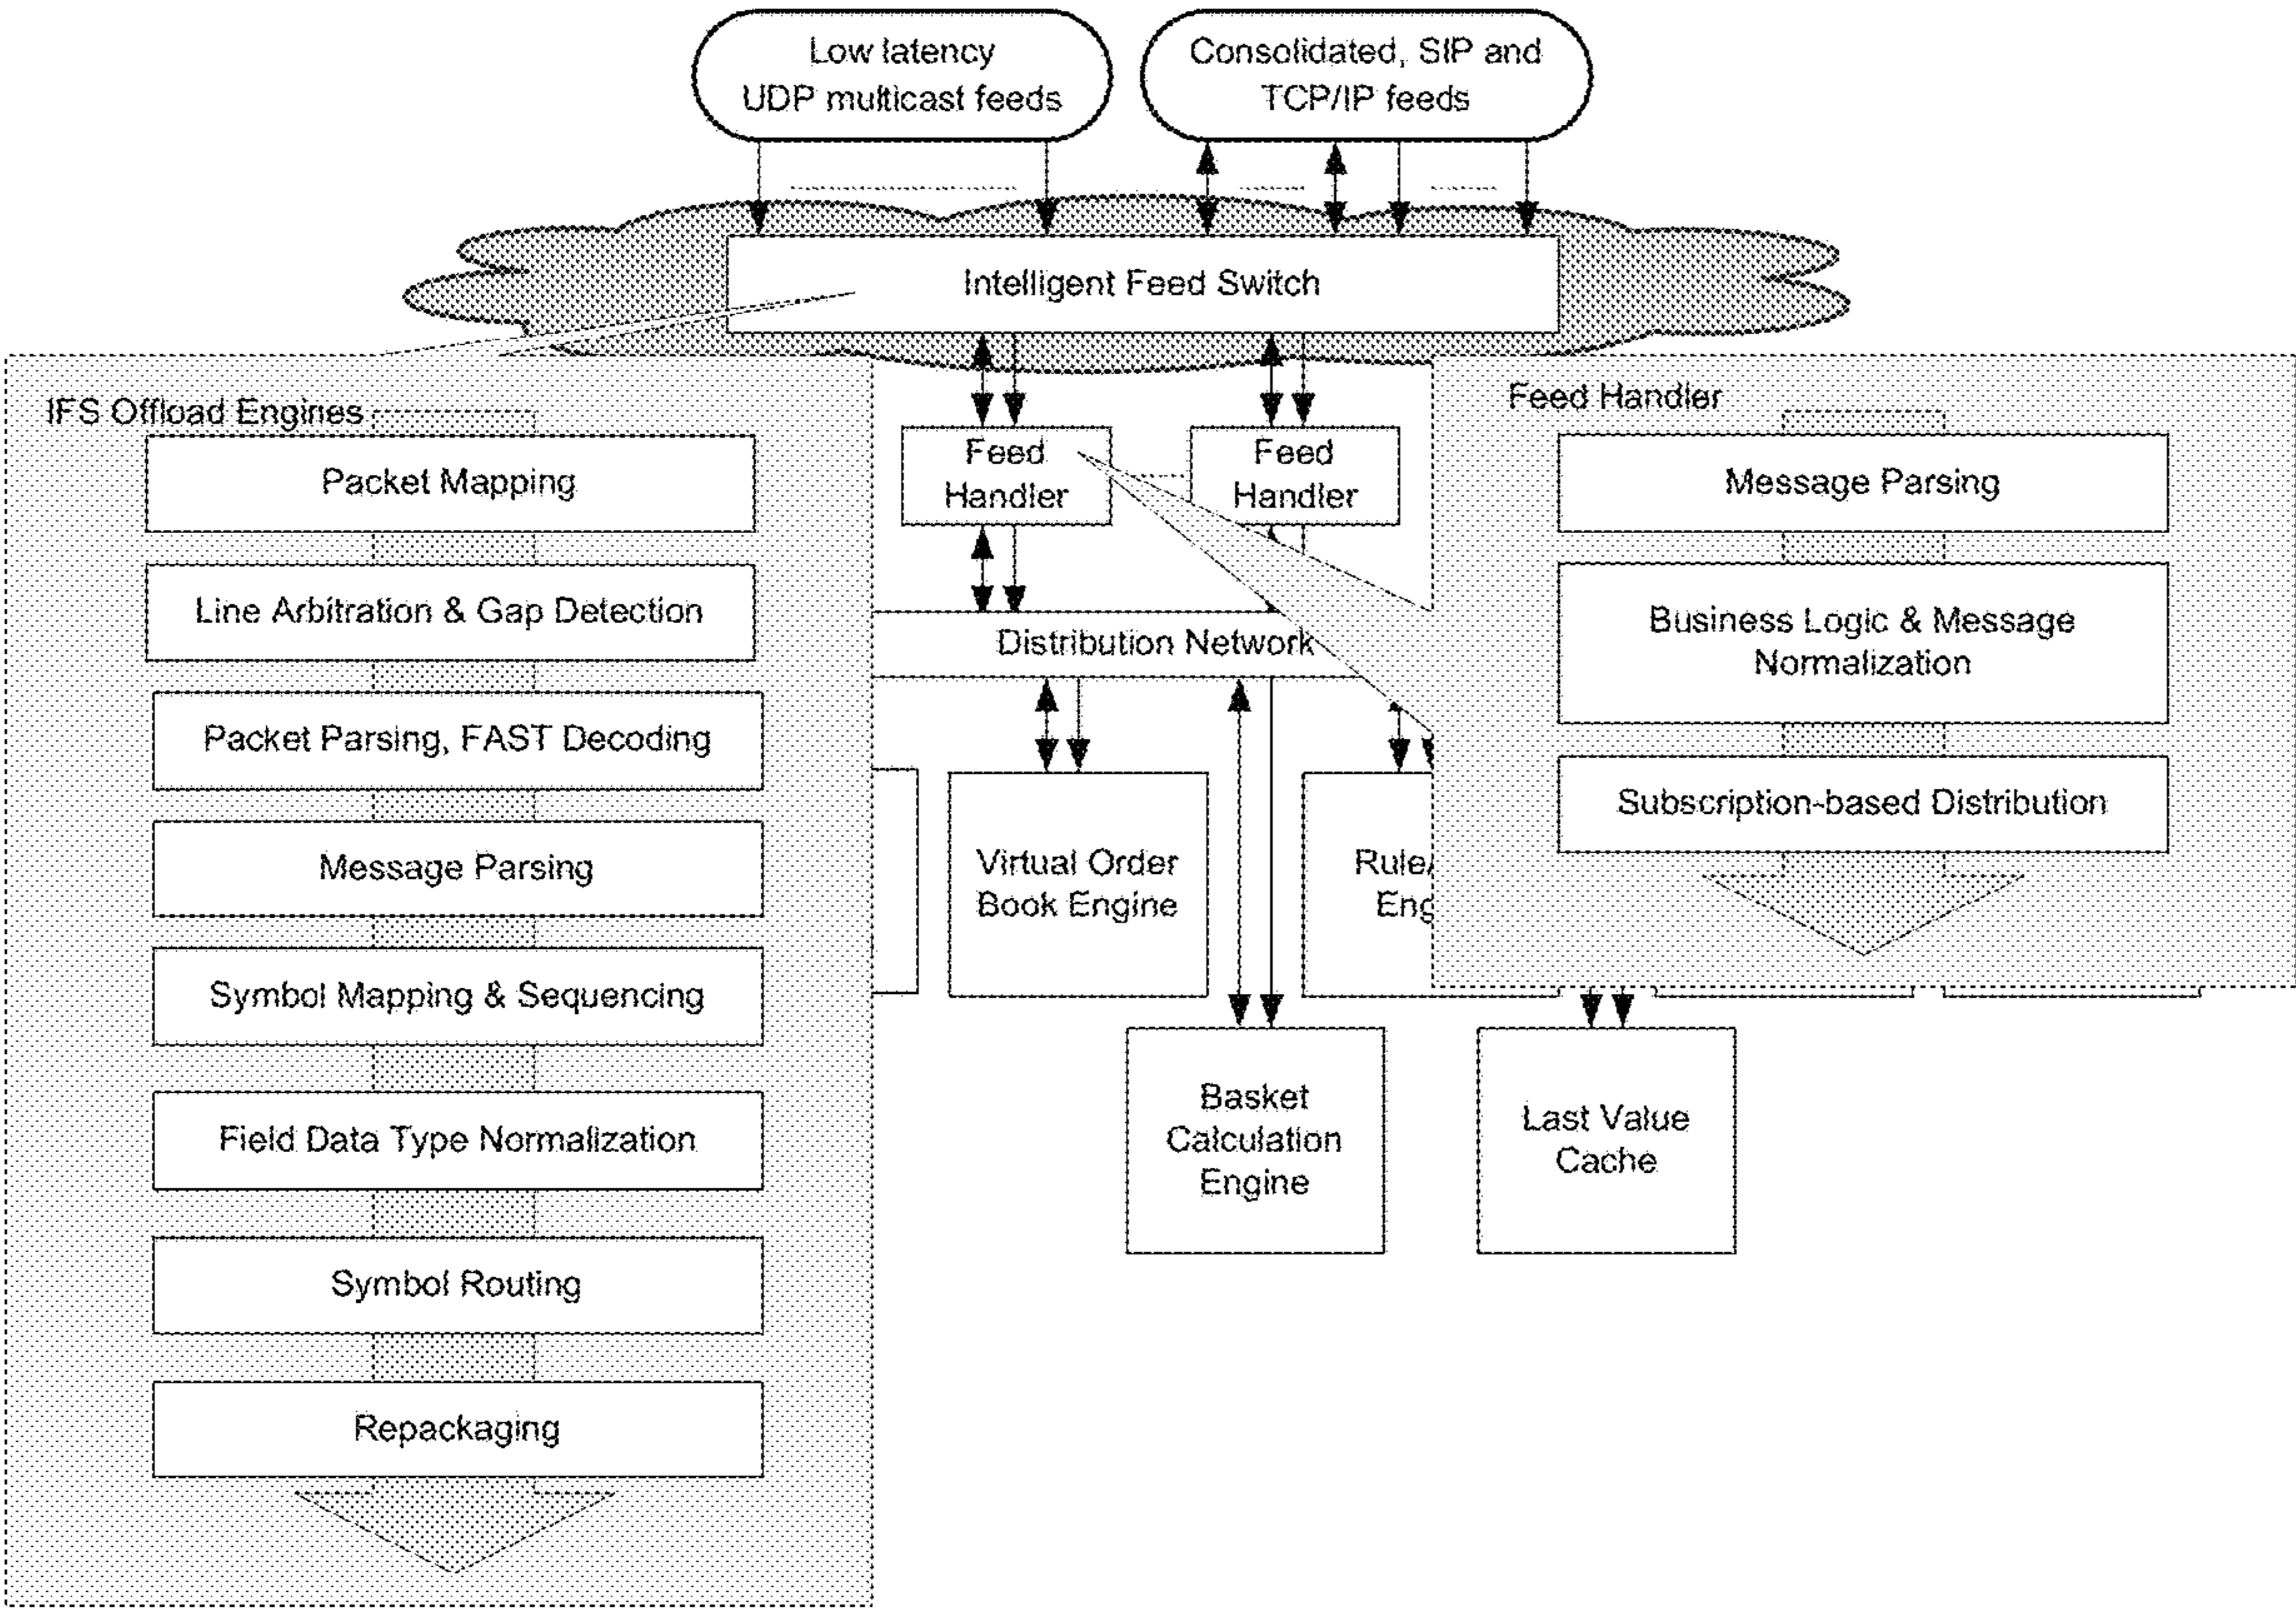 Low latency
UDP multicast feeds
Consolidated, SIP and
TCP/IP feeds
Intelligent Feed Switch
IFS Offload Engines
Packet Mapping
Line Arbitration & Gap Detection
Packet Parsing, FAST Decoding
Message Parsing
Symbol Mapping & Sequencing
Field Data Type Normalization
Symbol Routing
Repackaging
Feed
Handler
Feed
Handler
Distribution Network
Virtual Order
Book Engine
Rule/
Eng
Basket
Calculation
Engine
Last Value
Cache
Feed Handler
Message Parsing
Business Logic & Message
Normalization
Subscription-based Distribution